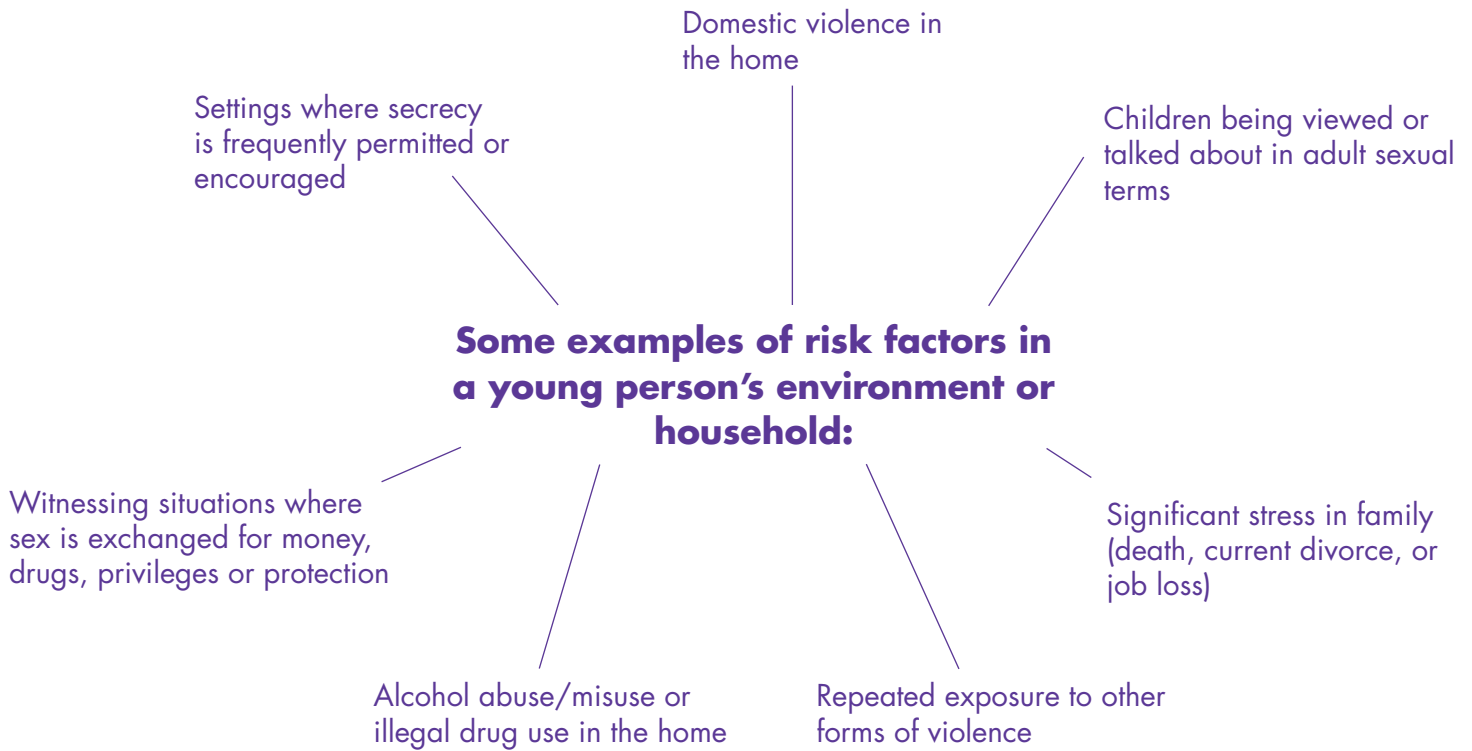 Domestic violence in
the home
Settings where secrecy
is frequently permitted or
encouraged
Children being viewed or
talked about in adult sexual
terms
Some examples of risk factors in
a young person’s environment or
household:
Witnessing situations where
sex is exchanged for money,
drugs, privileges or protection
Significant stress in family
(death, current divorce, or
job loss)
Alcohol abuse/misuse or
illegal drug use in the home
Repeated exposure to other
forms of violence